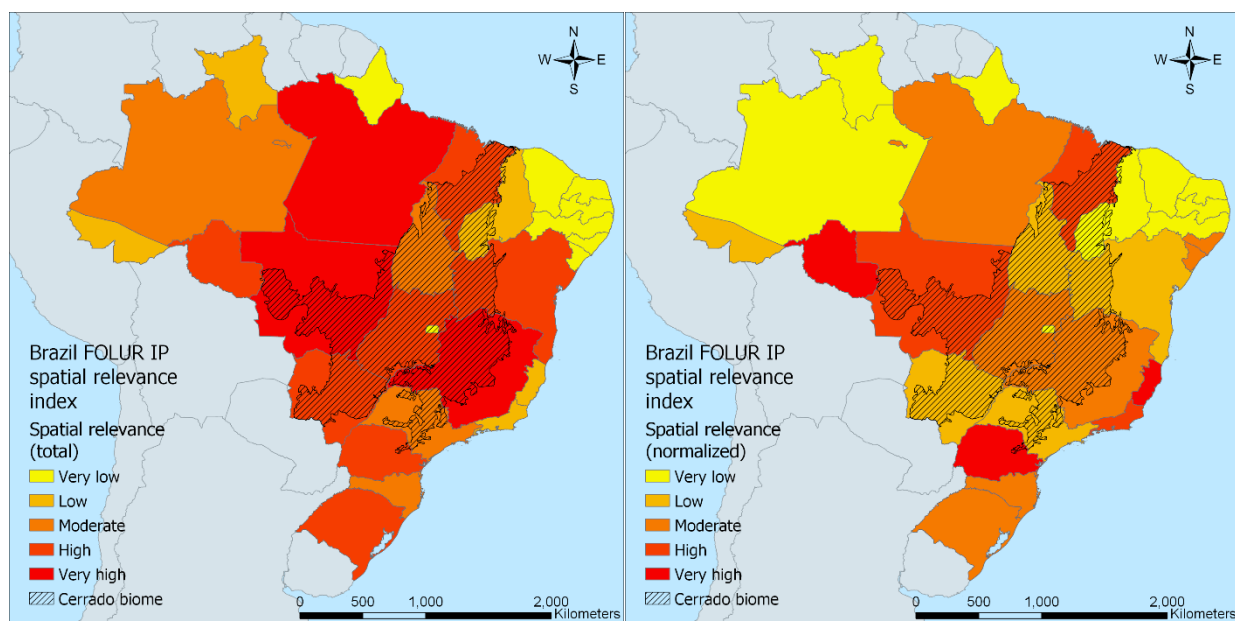 N
W E
S
Brazil FOLUR IP
spatial relevance
index
Spatial relevance
(total)
Very low
Low
Moderate
High
Very high
Cerrado biome
0 500 1,000 2,000
Kilometers
N
W E
S
Brazil FOLUR IP
spatial relevance
index
Spatial relevance
(normalized)
Very low
Low
Moderate
High
Very high
Cerrado biome
0 500 1,000 2,000
Kilometers